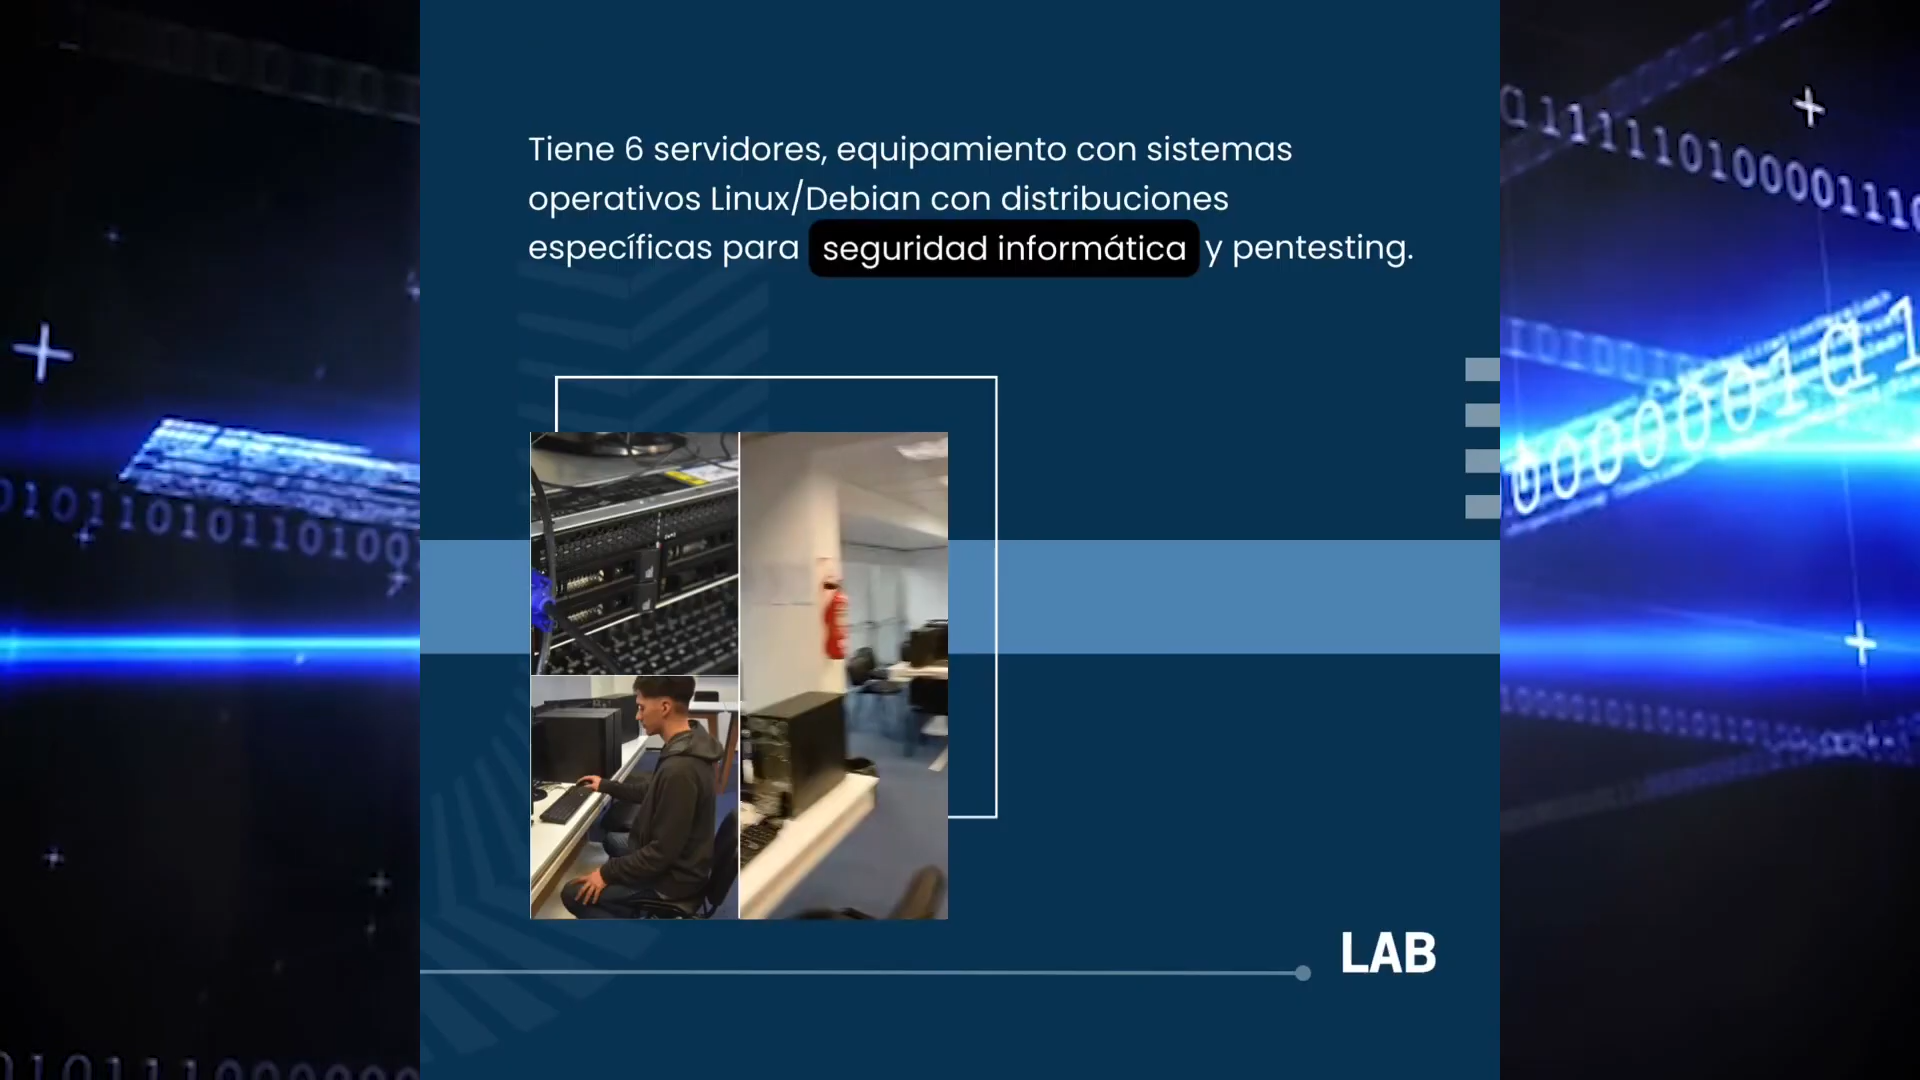 Tiene 6 servidores, equipamiento con sistemas
operativos Linux/Debian con distribuciones
específicas para seguridad informática y pentesting.
LAB